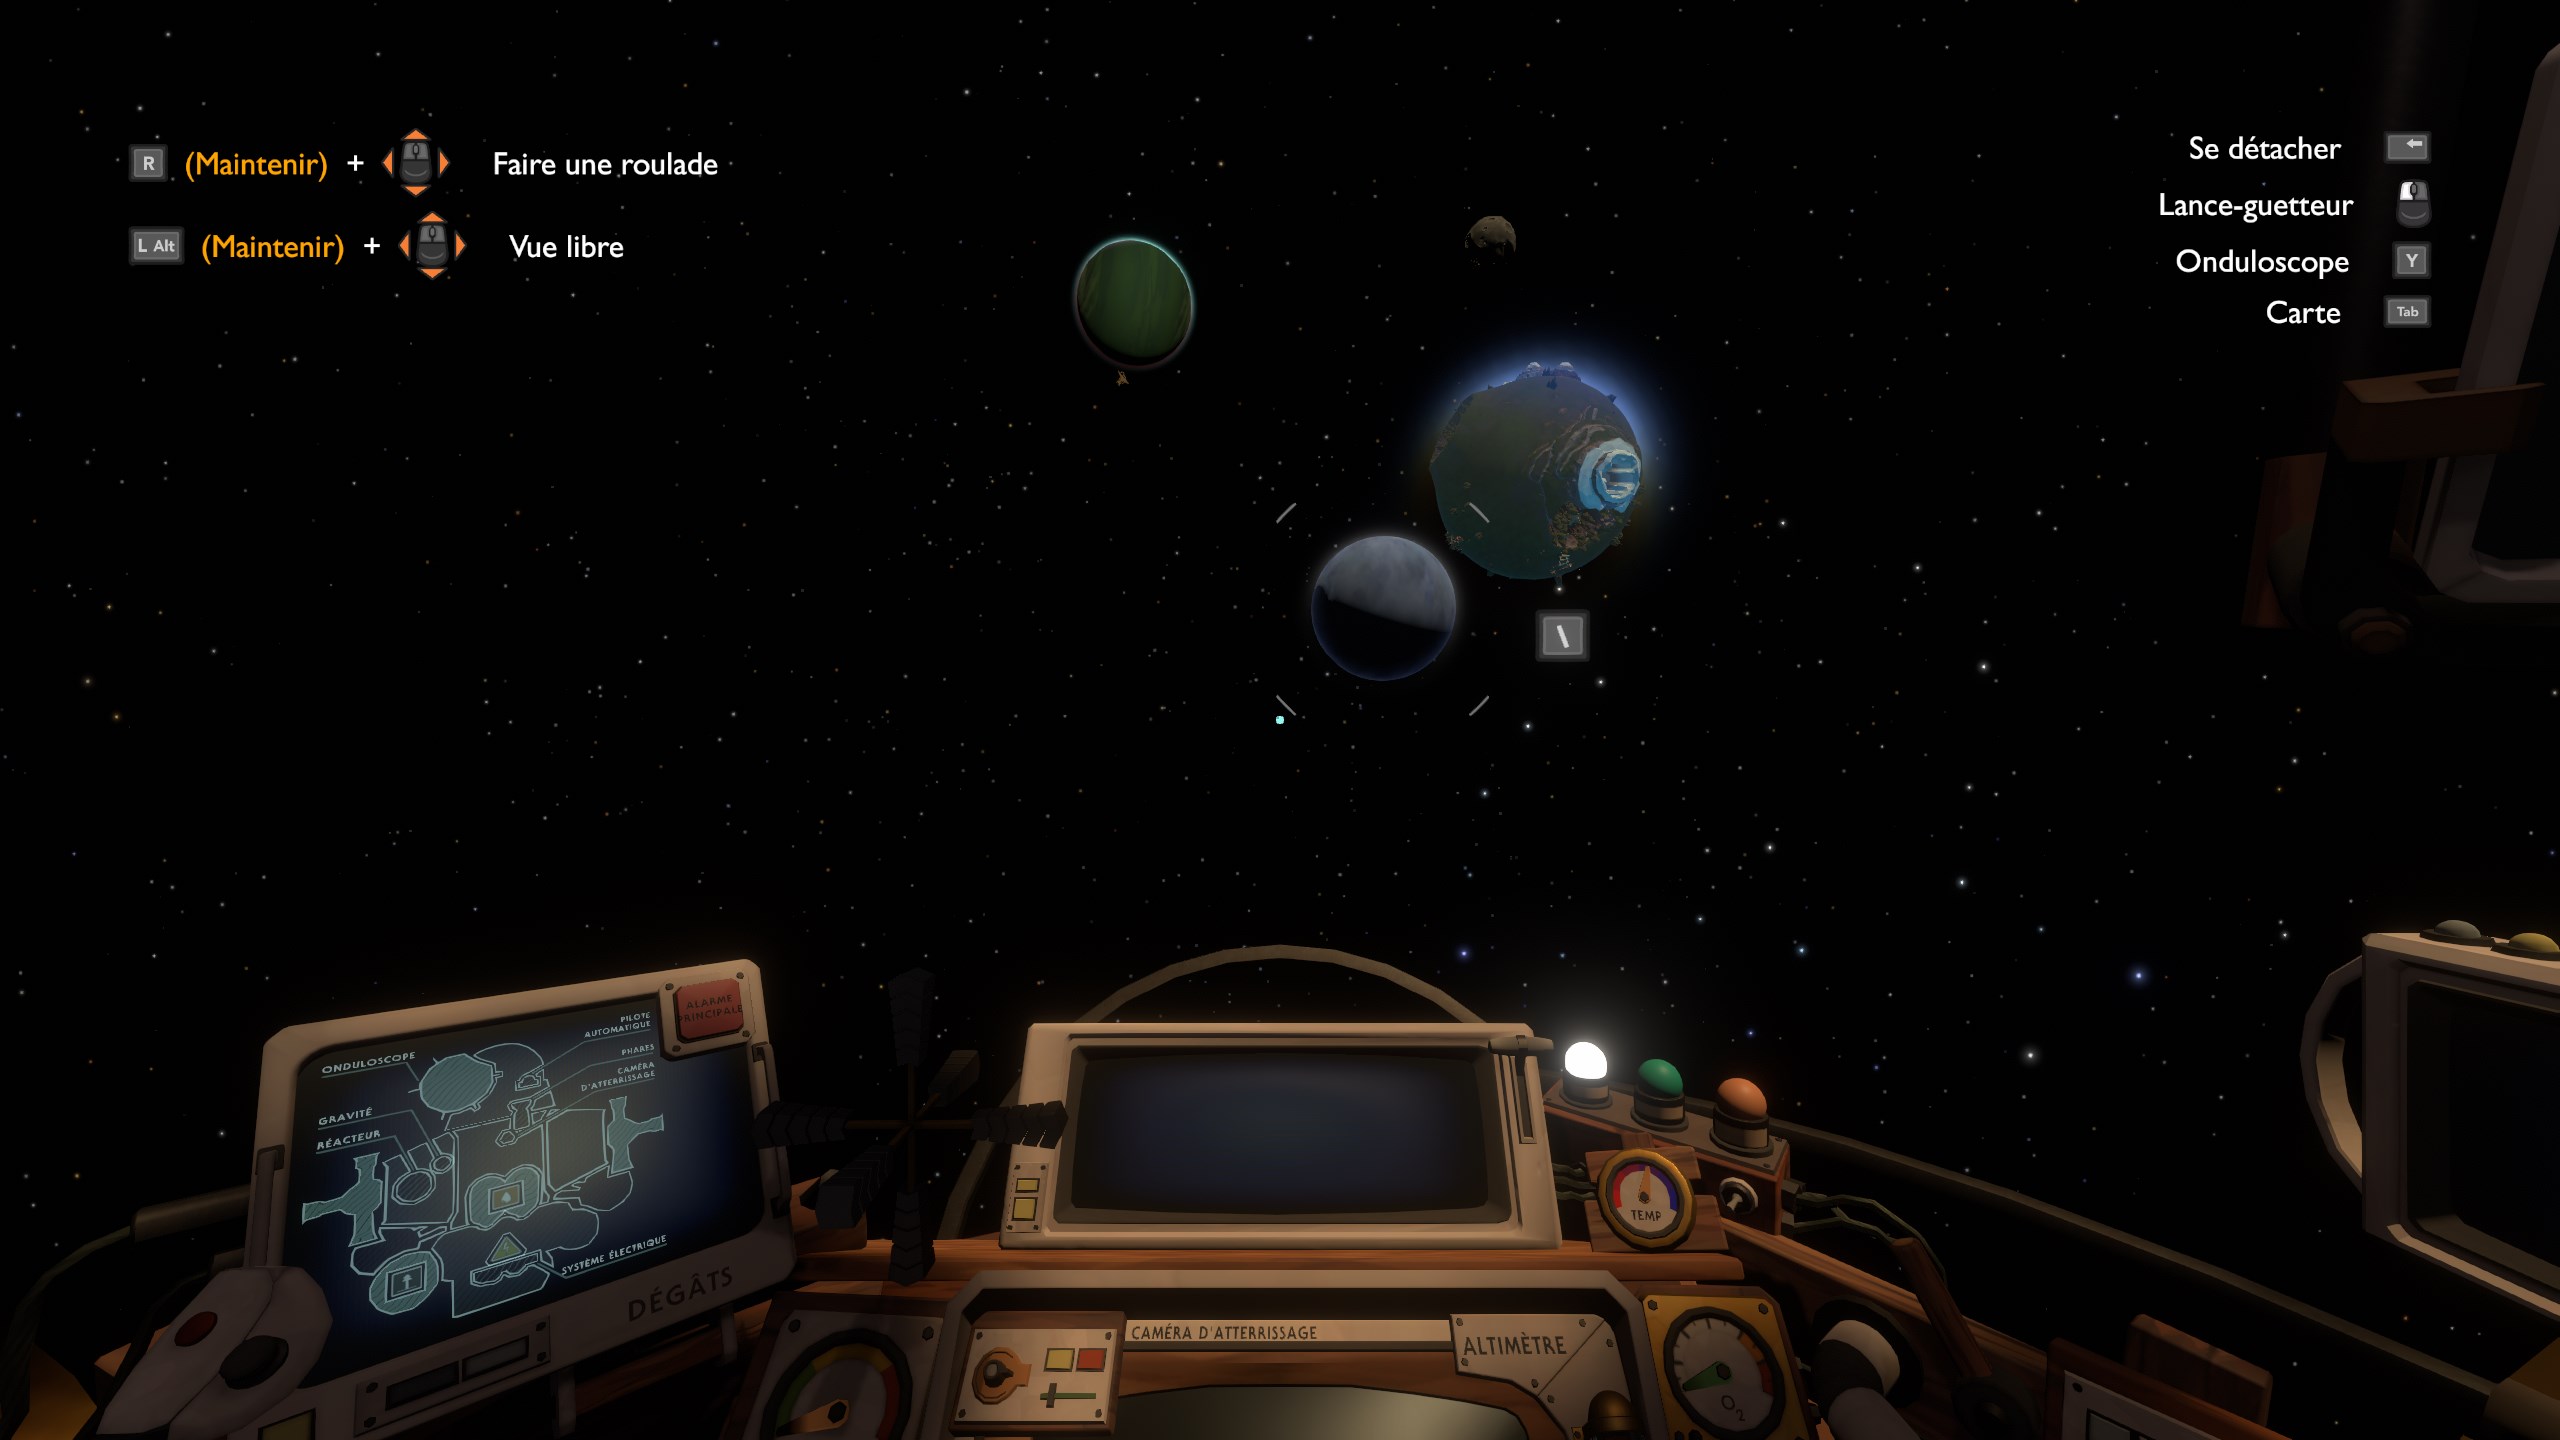 R (Maintenir) + Faire une roulade
L Alt (Maintenir) + Vue libre
Se détacher
Lance-guetteur
Onduloscope Y
Carte Tab
\
ALARME
PRINCIPALE
PILOTE
AUTOMATIQUE
PHARES
CAMÉRA
D'ATTERRISSAGE
ONDULOSCOPE
GRAVITÉ
RÉACTEUR
SYSTÈME ÉLECTRIQUE
DÉGÂTS
TEMP
CAMÉRA D'ATTERRISSAGE
ALTIMÈTRE
O2